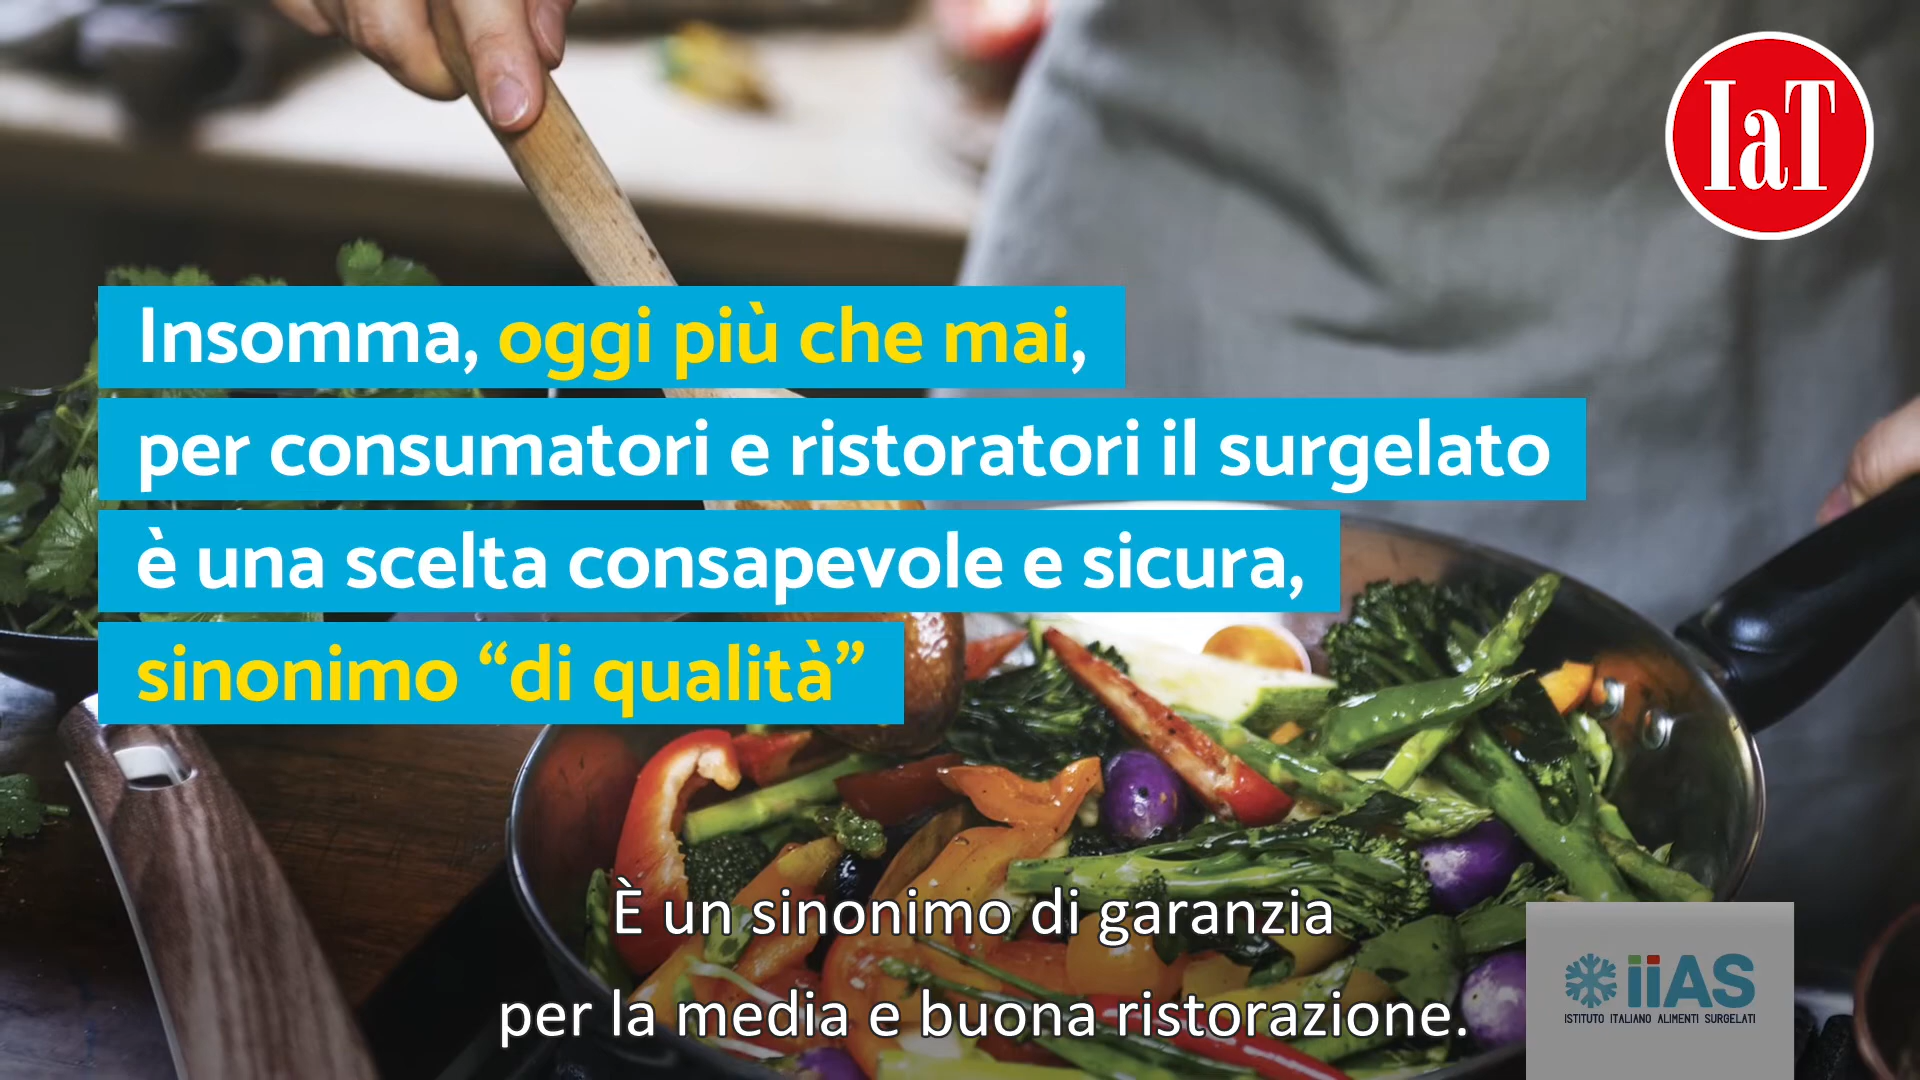 IaT
Insomma, oggi più che mai,
per consumatori e ristoratori il surgelato
è una scelta consapevole e sicura,
sinonimo “di qualità”
È un sinonimo di garanzia
per la media e buona ristorazione.
iiAS
ISTITUTO ITALIANO ALIMENTI SURGELATI